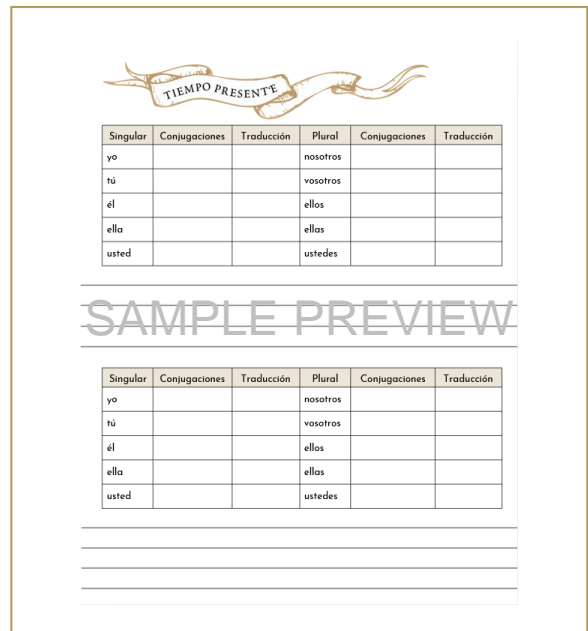 TIEMPO PRESENTE
Singular Conjugaciones Traducción Plural Conjugaciones Traducción
yo nosotros
tú vosotros
él ellos
ella ellas
usted ustedes
SAMPLE PREVIEW
Singular Conjugaciones Traducción Plural Conjugaciones Traducción
yo nosotros
tú vosotros
él ellos
ella ellas
usted ustedes